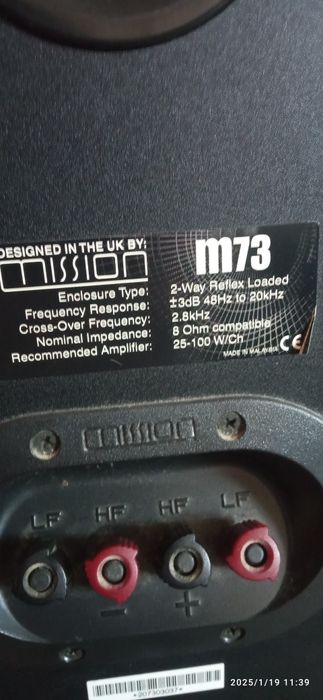 DESIGNED IN THE UK BY:
mission
m73
Enclosure Type: 2-Way Reflex Loaded
Frequency Response: ±3dB 48Hz to 20kHz
Cross-Over Frequency: 2.8kHz
Nominal Impedance: 8 Ohm compatible
Recommended Amplifier: 25-100 W/Ch
MADE IN MALAYSIA CE
mission
LF HF HF LF
- +
*207303037*
2025/1/19 11:39